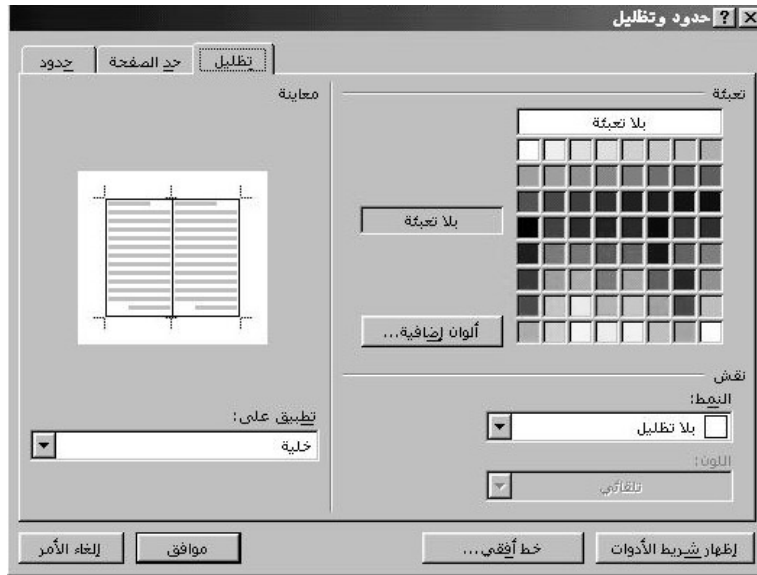 حدود وتظليل
تظليل
حد الصفحة
حدود
تعبئة
معاينة
بلا تعبئة
بلا تعبئة
ألوان إضافية...
نقش
النمط:
بلا تظليل
اللون:
تلقائي
تطبيق على:
خلية
إظهار شريط الأدوات
خط أفقي...
موافق
إلغاء الأمر